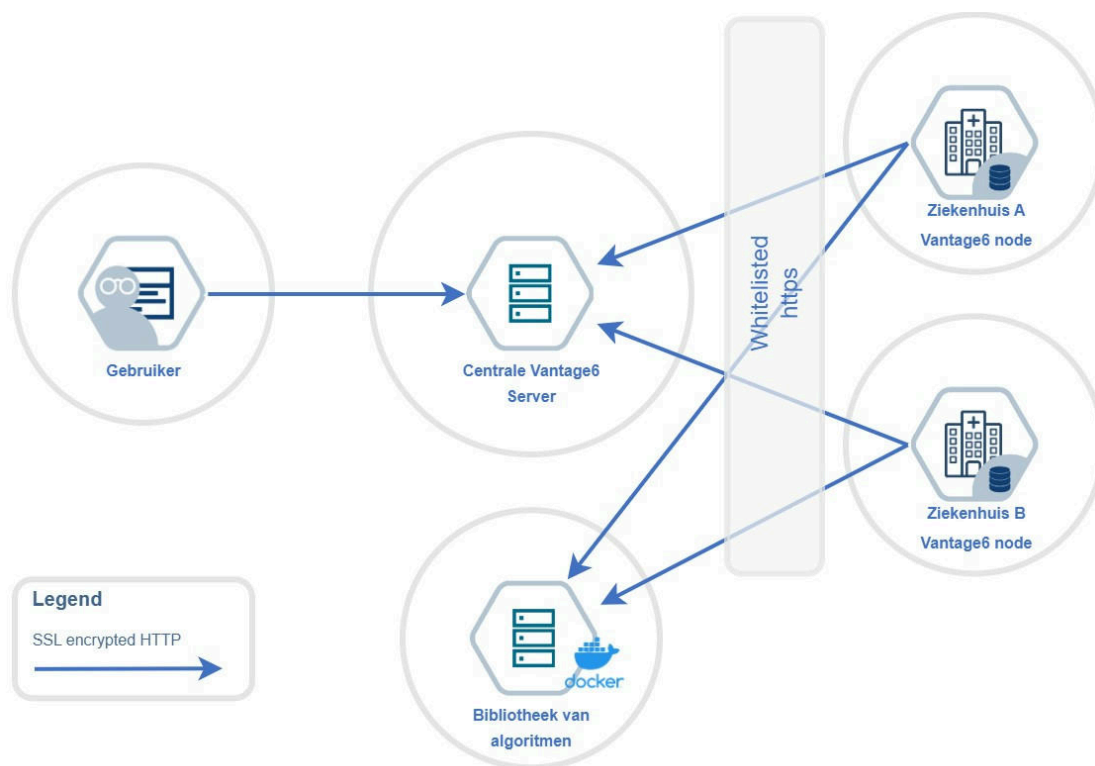 Ziekenhuis A
Vantage6 node
Whitelisted
https
Gebruiker
Centrale Vantage6
Server
Ziekenhuis B
Vantage6 node
Legend
SSL encrypted HTTP
docker
Bibliotheek van
algoritmen